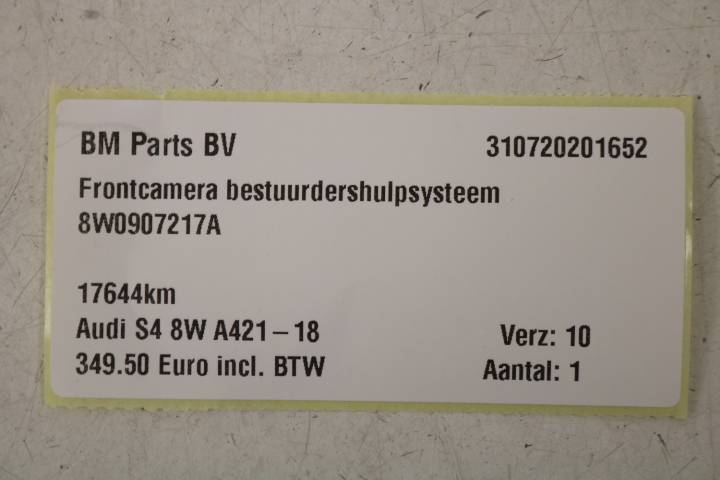 BM Parts BV 310720201652
Frontcamera bestuurdershulpsysteem
8W0907217A
17644km
Audi S4 8W A421-18 Verz: 10
349.50 Euro incl. BTW Aantal: 1